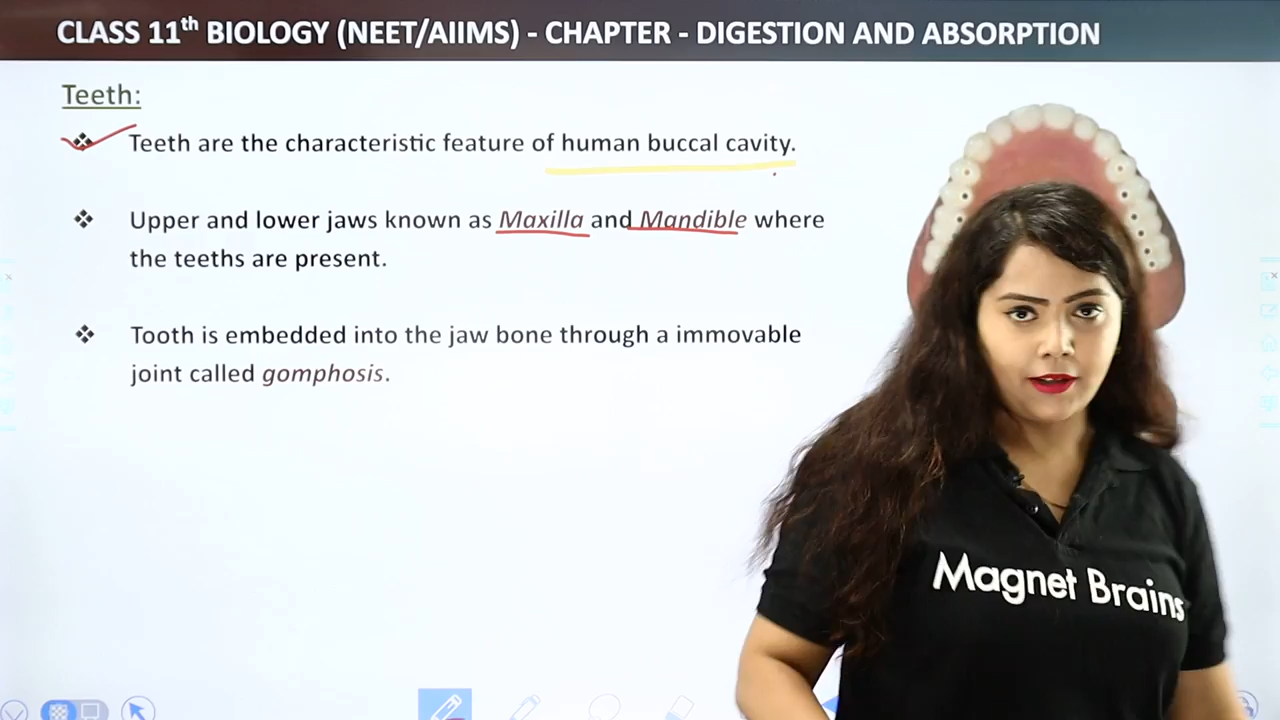 CLASS 11th BIOLOGY (NEET/AIIMS) - CHAPTER - DIGESTION AND ABSORPTION
Teeth:
❖ Teeth are the characteristic feature of human buccal cavity.
❖ Upper and lower jaws known as Maxilla and Mandible where
the teeths are present.
❖ Tooth is embedded into the jaw bone through a immovable
joint called gomphosis.
Magnet Brains